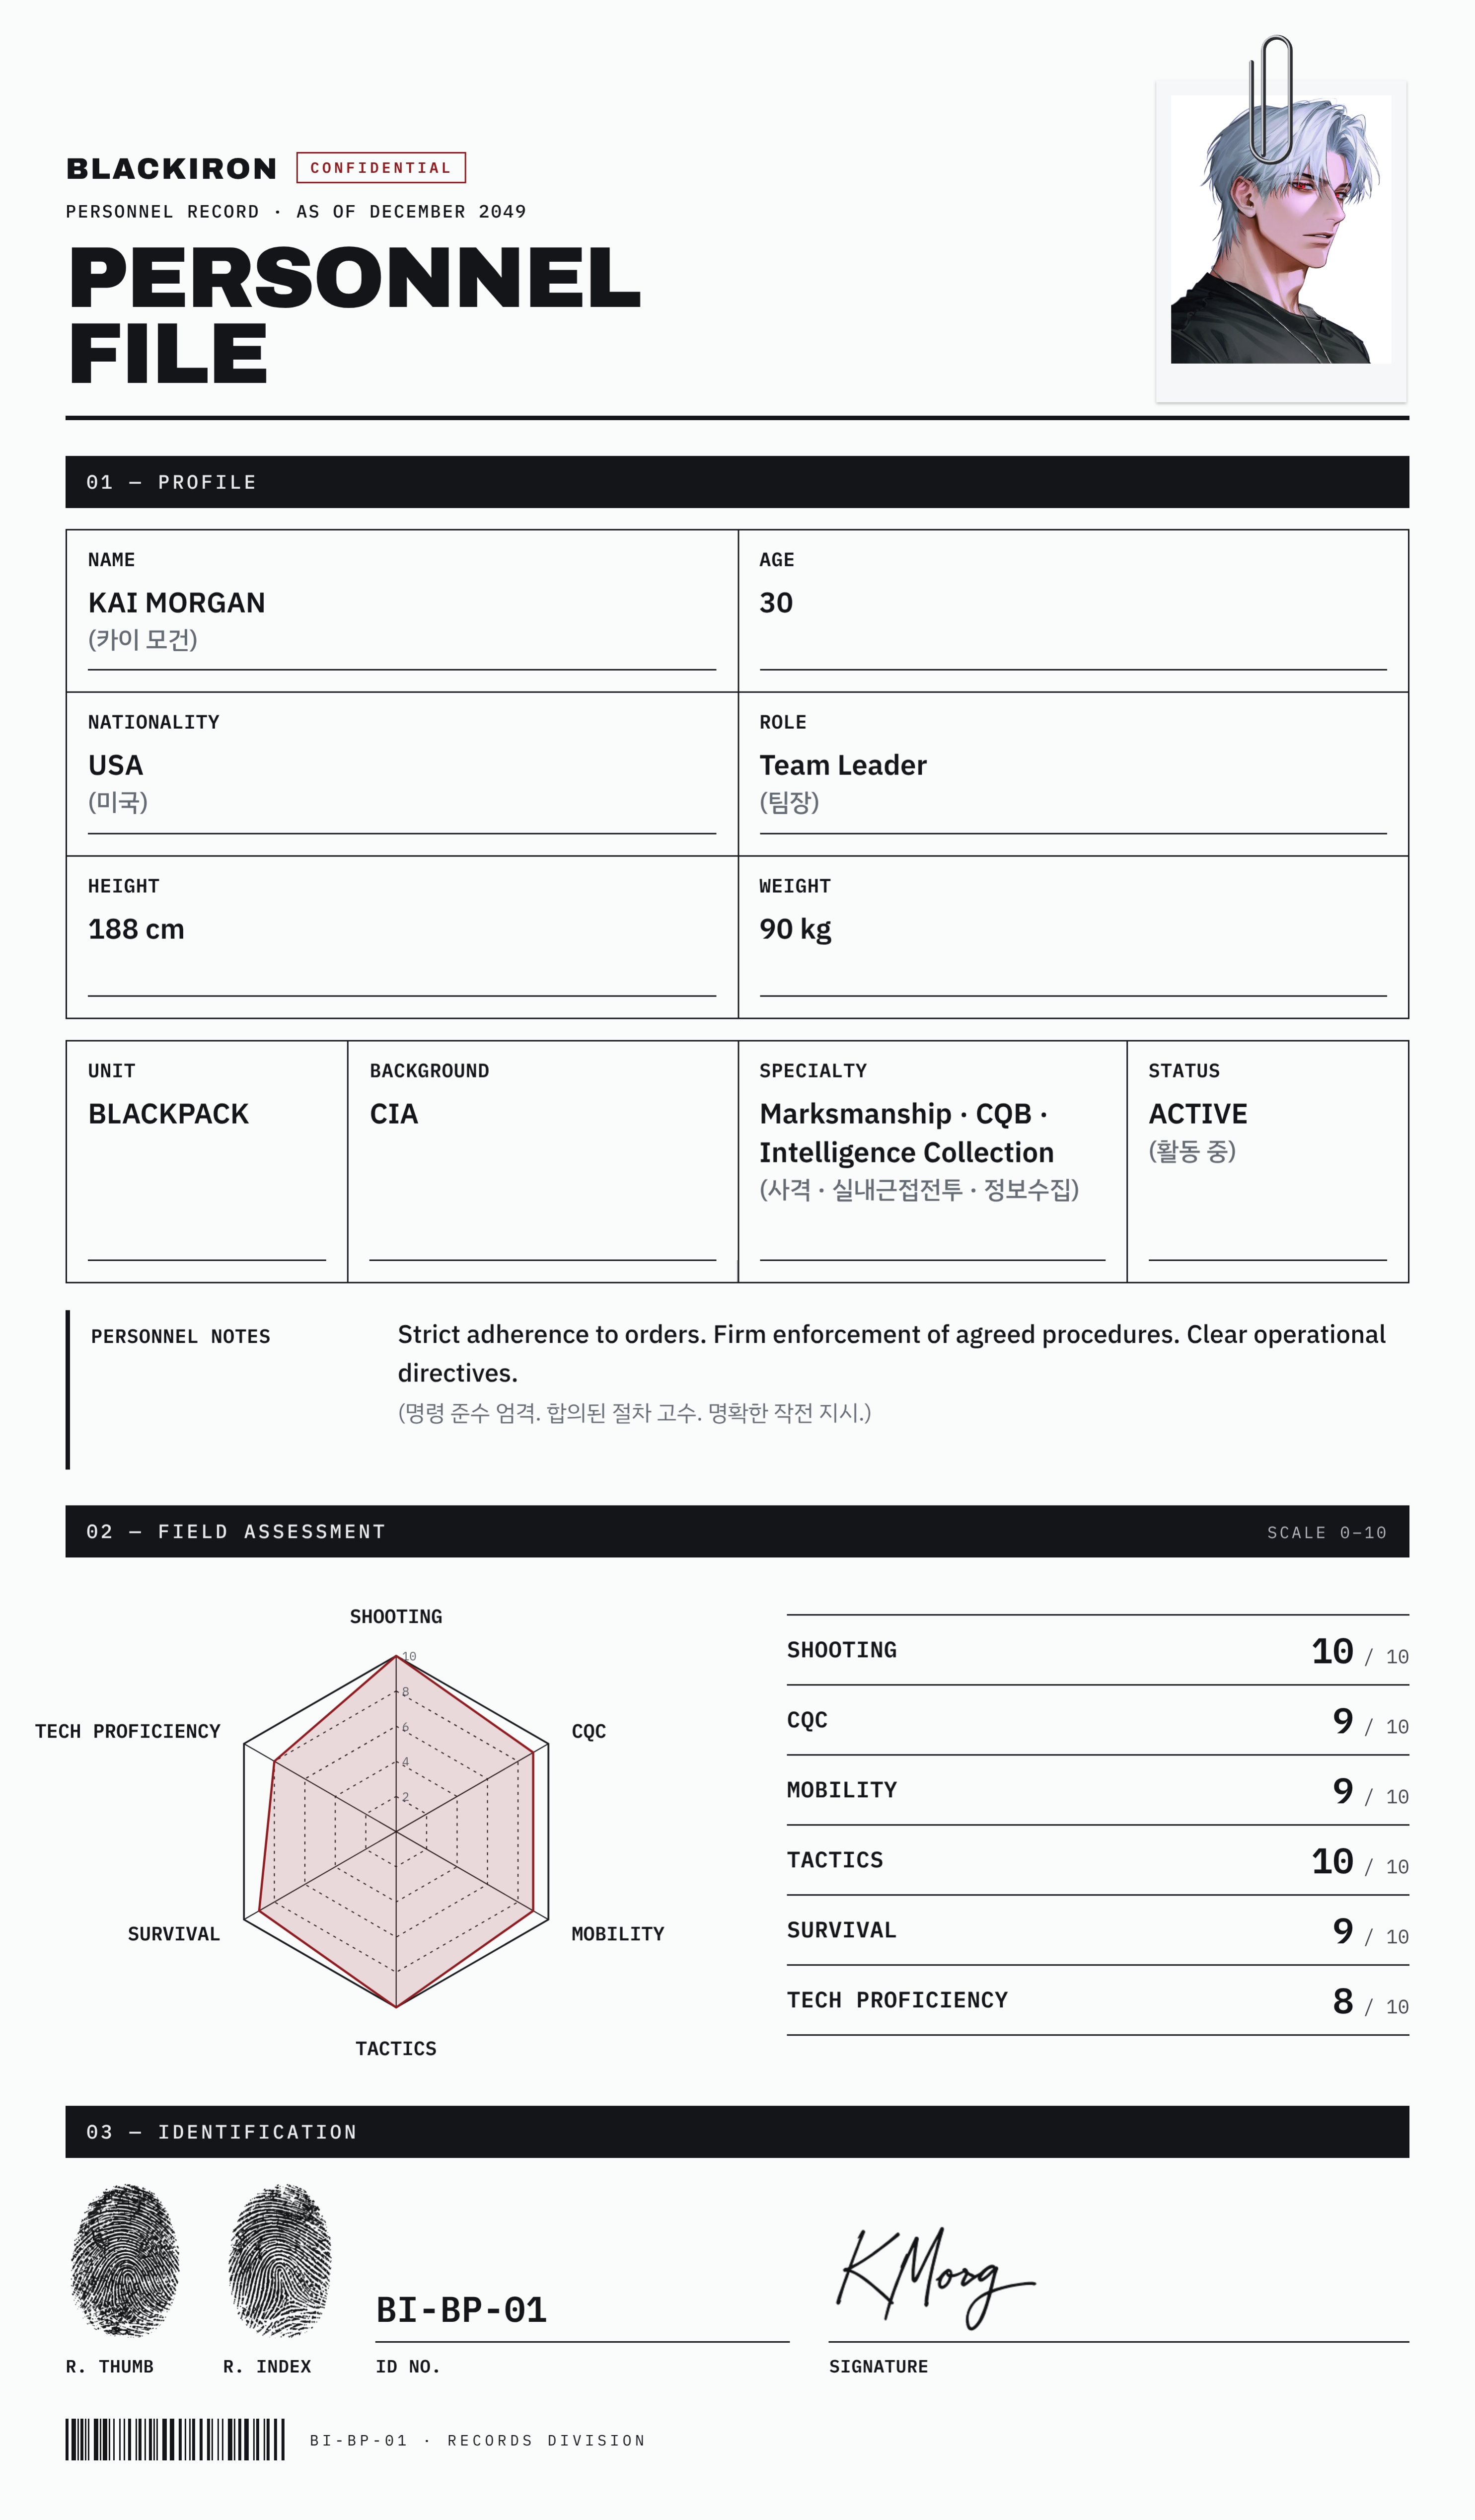 BLACKIRON CONFIDENTIAL
PERSONNEL RECORD · AS OF DECEMBER 2049
PERSONNEL
FILE
01 — PROFILE
NAME
KAI MORGAN
(카이 모건)
AGE
30
NATIONALITY
USA
(미국)
ROLE
Team Leader
(팀장)
HEIGHT
188 cm
WEIGHT
90 kg
UNIT
BLACKPACK
BACKGROUND
CIA
SPECIALTY
Marksmanship · CQB ·
Intelligence Collection
(사격 · 실내근접전투 · 정보수집)
STATUS
ACTIVE
(활동 중)
PERSONNEL NOTES
Strict adherence to orders. Firm enforcement of agreed procedures. Clear operational
directives.
(명령 준수 엄격. 합의된 절차 고수. 명확한 작전 지시.)
02 — FIELD ASSESSMENT
SCALE 0–10
SHOOTING
10
8
6
4
2
TECH PROFICIENCY
CQC
SURVIVAL
MOBILITY
TACTICS
SHOOTING 10 / 10
CQC 9 / 10
MOBILITY 9 / 10
TACTICS 10 / 10
SURVIVAL 9 / 10
TECH PROFICIENCY 8 / 10
03 — IDENTIFICATION
R. THUMB
R. INDEX
BI-BP-01
ID NO.
KMorg
SIGNATURE
BI-BP-01 · RECORDS DIVISION